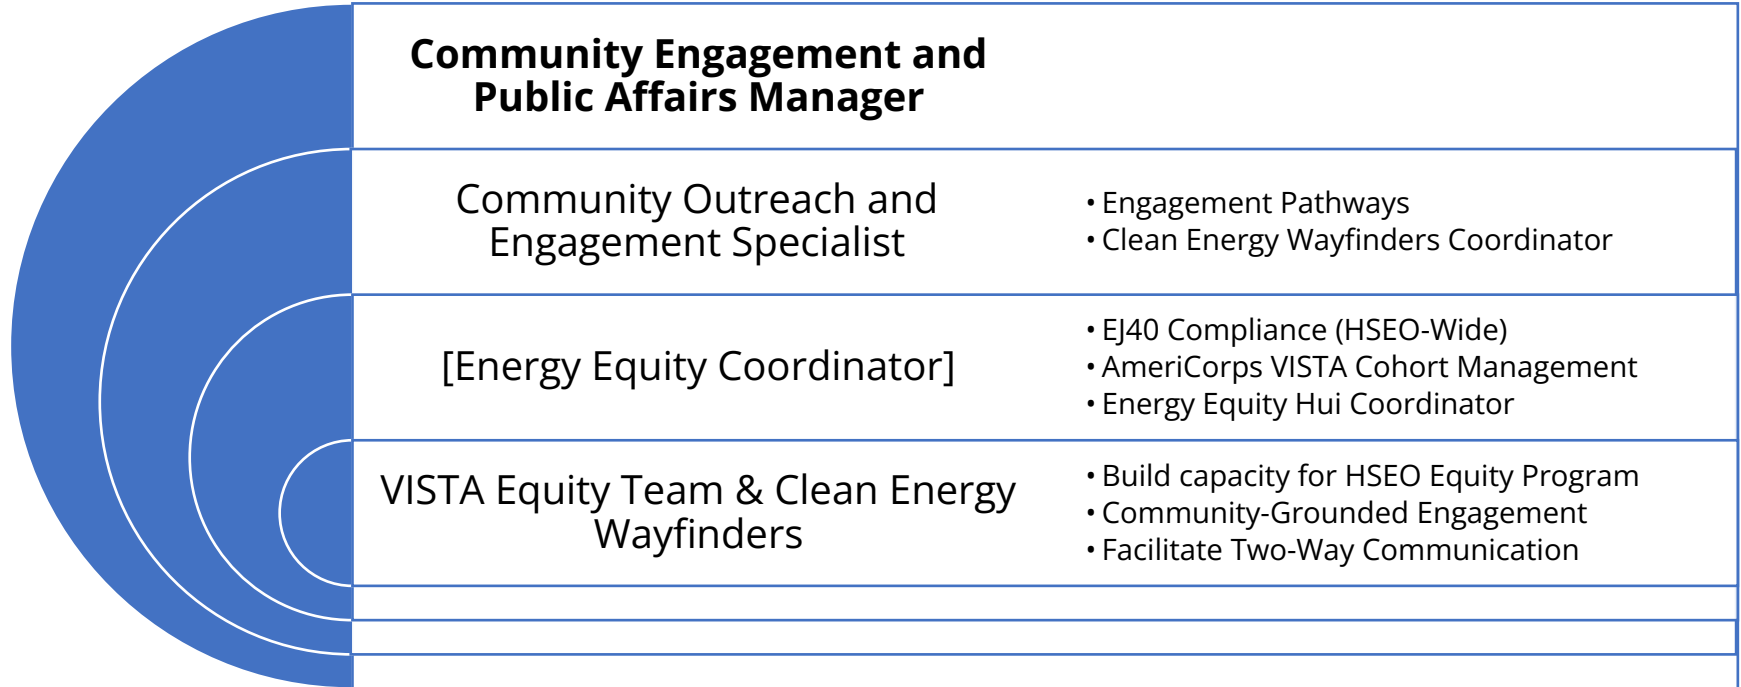 Community Engagement and
Public Affairs Manager
Community Outreach and
Engagement Specialist
• Engagement Pathways
• Clean Energy Wayfinders Coordinator
[Energy Equity Coordinator]
• EJ40 Compliance (HSEO-Wide)
• AmeriCorps VISTA Cohort Management
• Energy Equity Hui Coordinator
VISTA Equity Team & Clean Energy
Wayfinders
• Build capacity for HSEO Equity Program
• Community-Grounded Engagement
• Facilitate Two-Way Communication